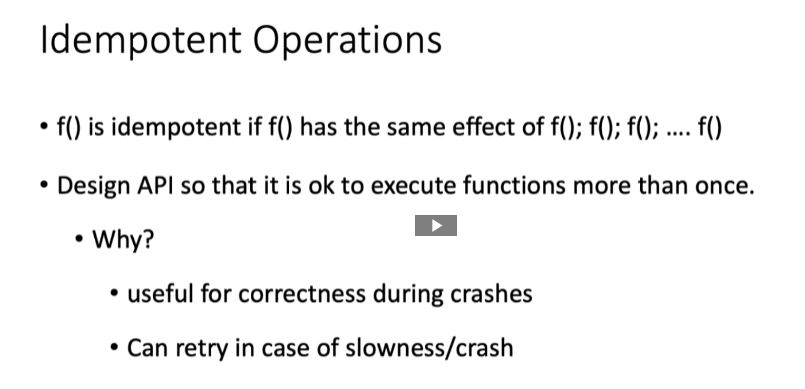 Idempotent Operations
• f() is idempotent if f() has the same effect of f(); f(); f(); .... f()
• Design API so that it is ok to execute functions more than once.
• Why?
• useful for correctness during crashes
• Can retry in case of slowness/crash